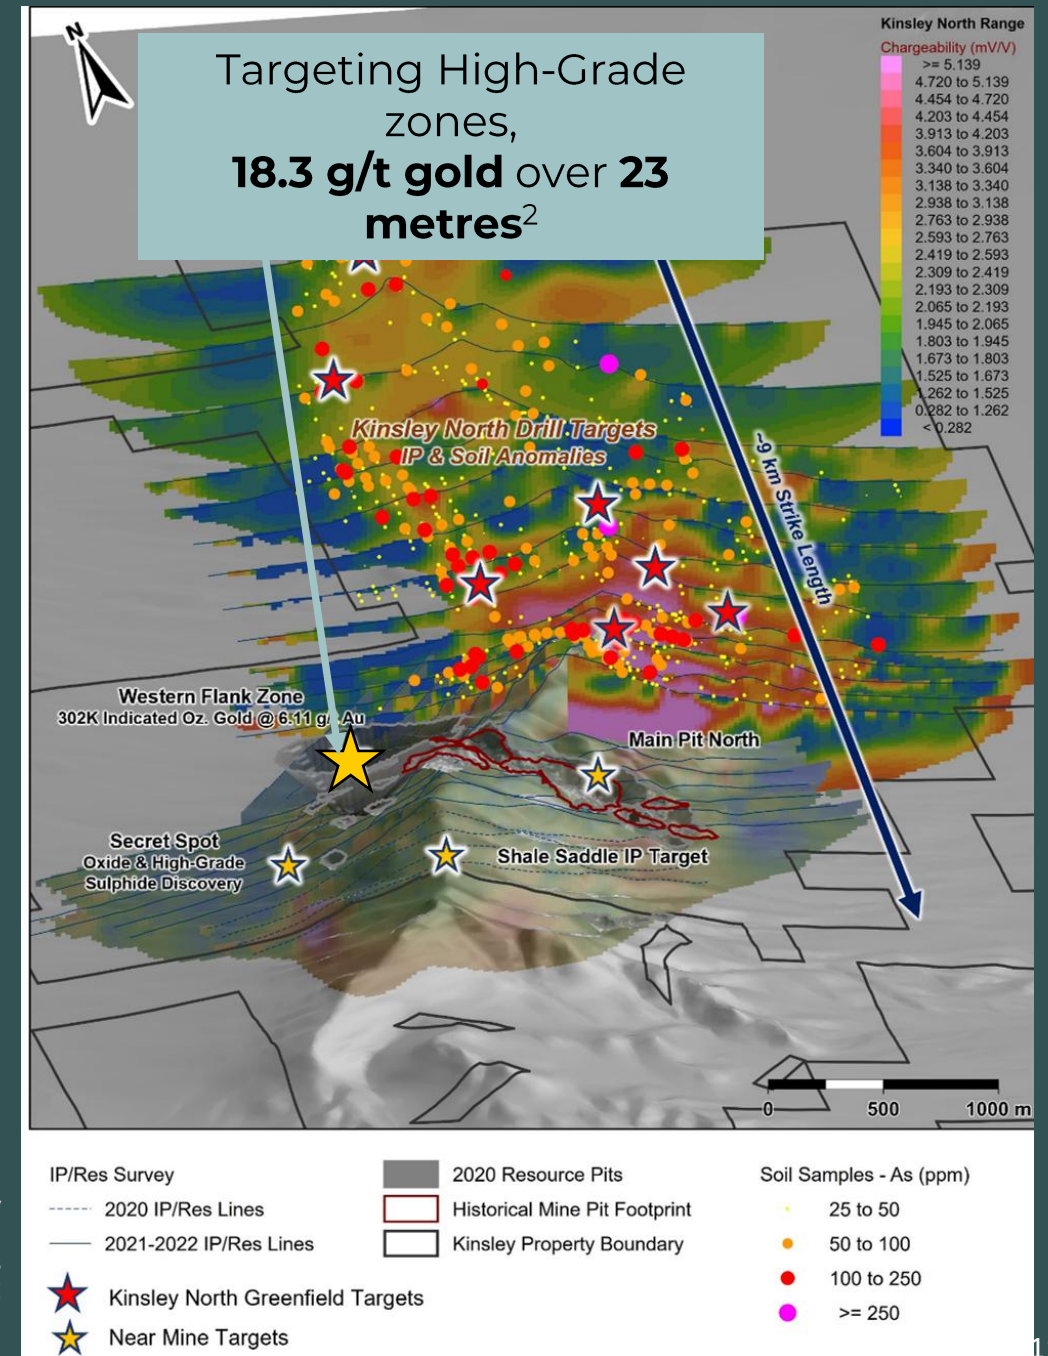 N
Targeting High-Grade
zones,
18.3 g/t gold over 23
metres2
Kinsley North Range
Chargeability (mV/V)
>= 5.139
4.720 to 5.139
4.454 to 4.720
4.203 to 4.454
3.913 to 4.203
3.604 to 3.913
3.340 to 3.604
3.138 to 3.340
2.938 to 3.138
2.763 to 2.938
2.593 to 2.763
2.419 to 2.593
2.309 to 2.419
2.193 to 2.309
2.065 to 2.193
1.945 to 2.065
1.803 to 1.945
1.673 to 1.803
1.525 to 1.673
1.262 to 1.525
0.282 to 1.262
< 0.282
Kinsley North Drill Targets
IP & Soil Anomalies
~9 km Strike Length
Western Flank Zone
302K Indicated Oz. Gold @ 6.11 g/ Au
Main Pit North
Secret Spot
Oxide & High-Grade
Sulphide Discovery
Shale Saddle IP Target
0 500 1000 m
IP/Res Survey
2020 IP/Res Lines
2021-2022 IP/Res Lines
Kinsley North Greenfield Targets
Near Mine Targets
2020 Resource Pits
Historical Mine Pit Footprint
Kinsley Property Boundary
Soil Samples - As (ppm)
25 to 50
50 to 100
100 to 250
>= 250
1